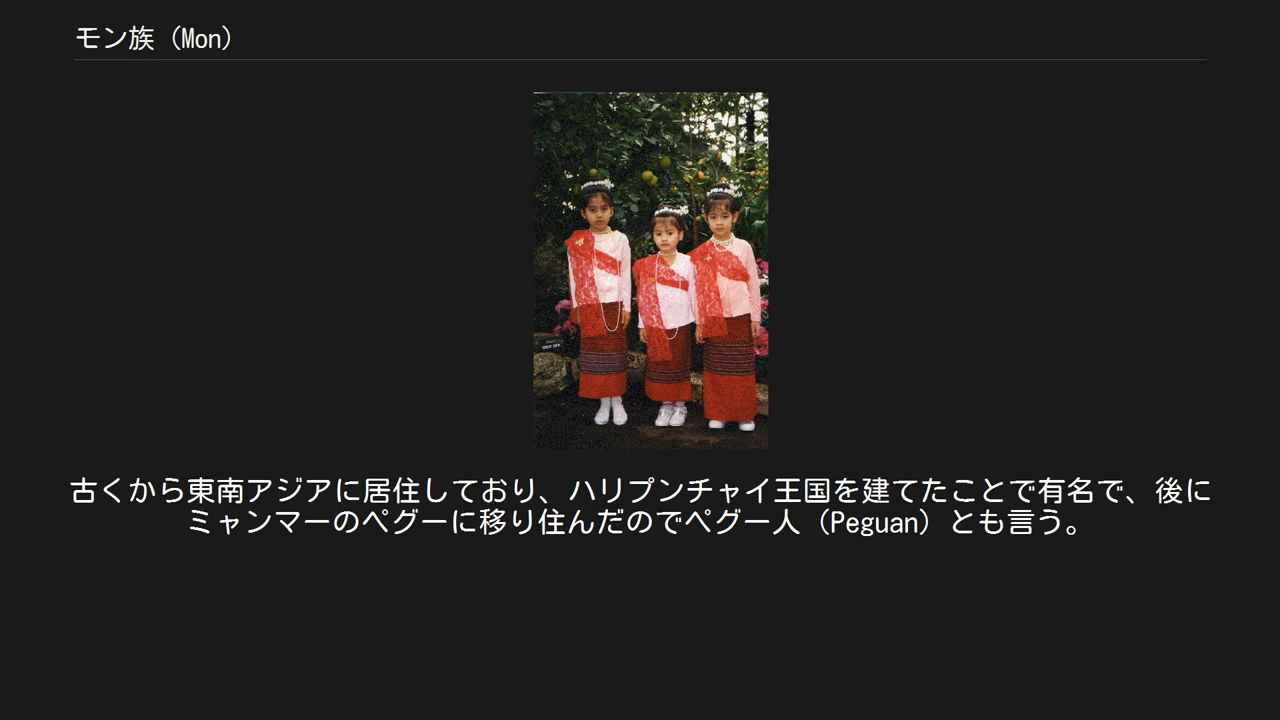 モン族（Mon）
古くから東南アジアに居住しており、ハリプンチャイ王国を建てたことで有名で、後に
ミャンマーのペグーに移り住んだのでペグー人（Peguan）とも言う。